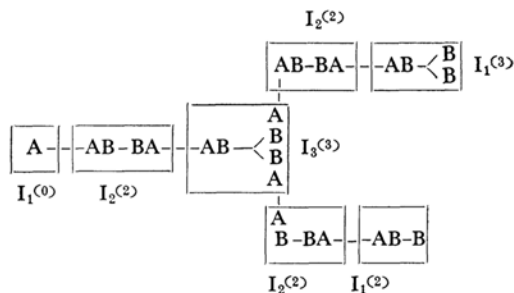 I₂⁽²⁾
AB-BA--AB-< B B I₁⁽³⁾
A A
A--AB-BA--AB-< B B I₃⁽³⁾
A
I₁⁽⁰⁾ I₂⁽²⁾
A
B-BA--AB-B
I₂⁽²⁾ I₁⁽²⁾